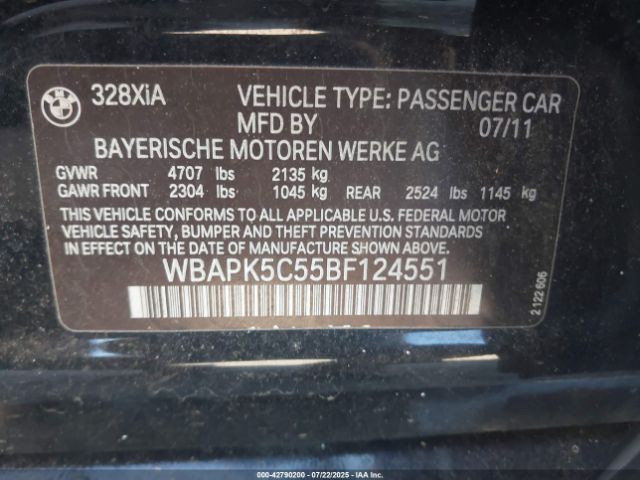 328XiA VEHICLE TYPE: PASSENGER CAR
MFD BY 07/11
BAYERISCHE MOTOREN WERKE AG
GVWR 4707 lbs 2135 kg
GAWR FRONT 2304 lbs 1045 kg REAR 2524 lbs 1145 kg
THIS VEHICLE CONFORMS TO ALL APPLICABLE U.S. FEDERAL MOTOR
VEHICLE SAFETY, BUMPER AND THEFT PREVENTION STANDARDS
IN EFFECT ON THE DATE OF MANUFACTURE SHOWN ABOVE.
WBAPK5C55BF124551
2 122 606
000-42790200 - 07/22/2025 - IAAI.COM